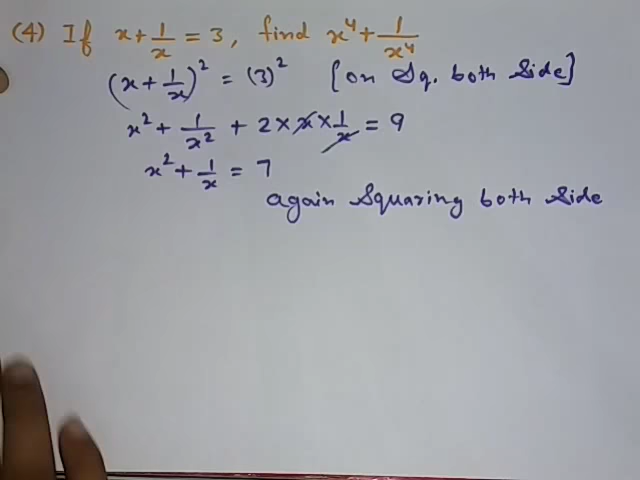 (4) If x + 1/x = 3, find x⁴ + 1/x⁴
(x + 1/x)² = (3)² [on Sq. both Side]
x² + 1/x² + 2 × x × 1/x = 9
x² + 1/x = 7
again Squaring both Side